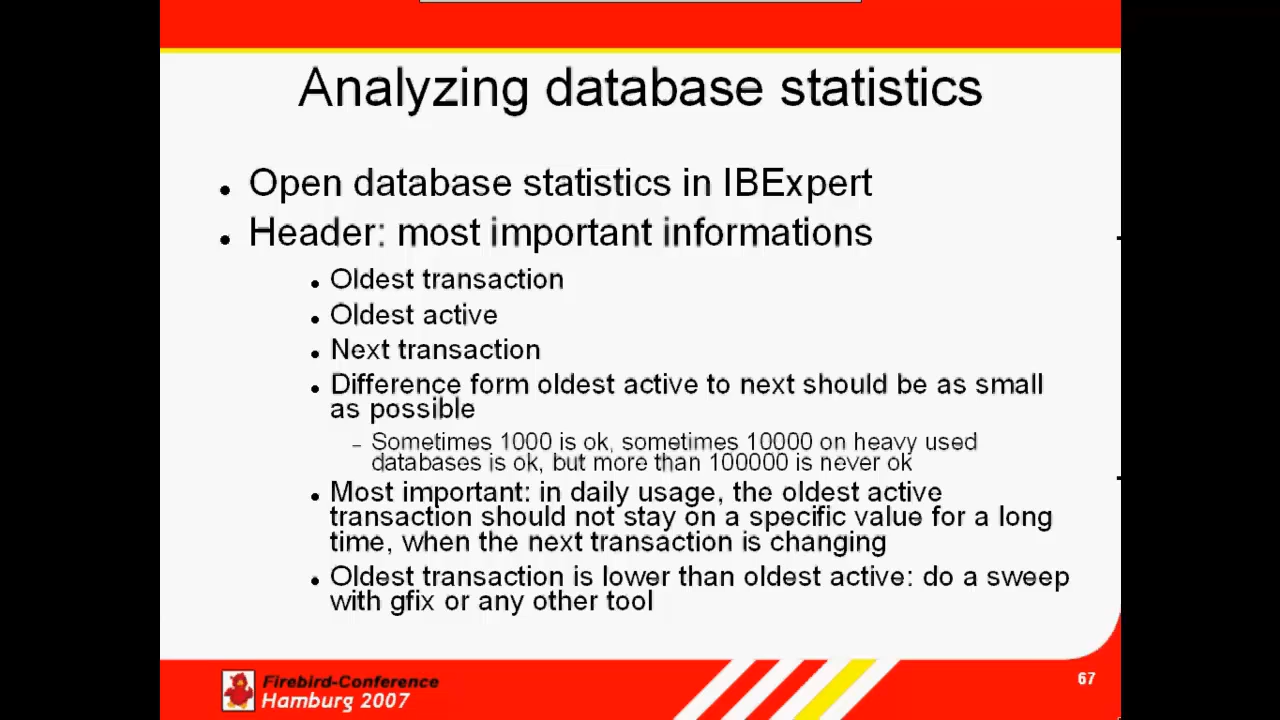 Analyzing database statistics
• Open database statistics in IBExpert
• Header: most important informations
• Oldest transaction
• Oldest active
• Next transaction
• Difference form oldest active to next should be as small
as possible
– Sometimes 1000 is ok, sometimes 10000 on heavy used
databases is ok, but more than 100000 is never ok
• Most important: in daily usage, the oldest active
transaction should not stay on a specific value for a long
time, when the next transaction is changing
• Oldest transaction is lower than oldest active: do a sweep
with gfix or any other tool
Firebird-Conference
Hamburg 2007
67